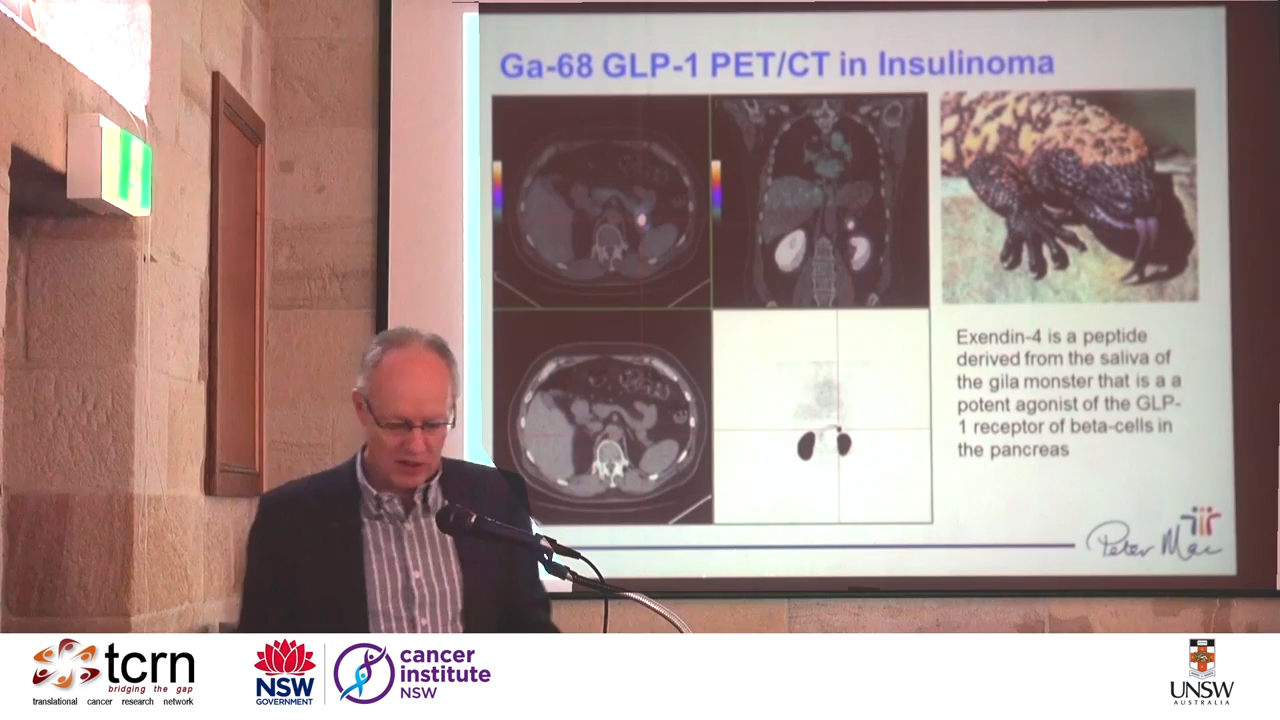 Ga-68 GLP-1 PET/CT in Insulinoma
Exendin-4 is a peptide
derived from the saliva of
the gila monster that is a a
potent agonist of the GLP-
1 receptor of beta-cells in
the pancreas
Peter Mac
tcrn
bridging the gap
translational cancer research network
NSW
GOVERNMENT
cancer
institute
NSW
UNSW
AUSTRALIA